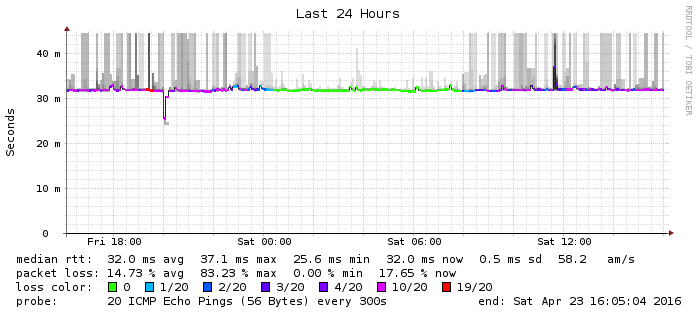 Last 24 Hours
RRDTOOL / TOBI OETIKER
Seconds
40 m
30 m
20 m
10 m
0
Fri 18:00 Sat 00:00 Sat 06:00 Sat 12:00
median rtt: 32.0 ms avg 37.1 ms max 25.6 ms min 32.0 ms now 0.5 ms sd 58.2 am/s
packet loss: 14.73 % avg 83.23 % max 0.00 % min 17.65 % now
loss color: 0 1/20 2/20 3/20 4/20 10/20 19/20
probe: 20 ICMP Echo Pings (56 Bytes) every 300s end: Sat Apr 23 16:05:04 2016